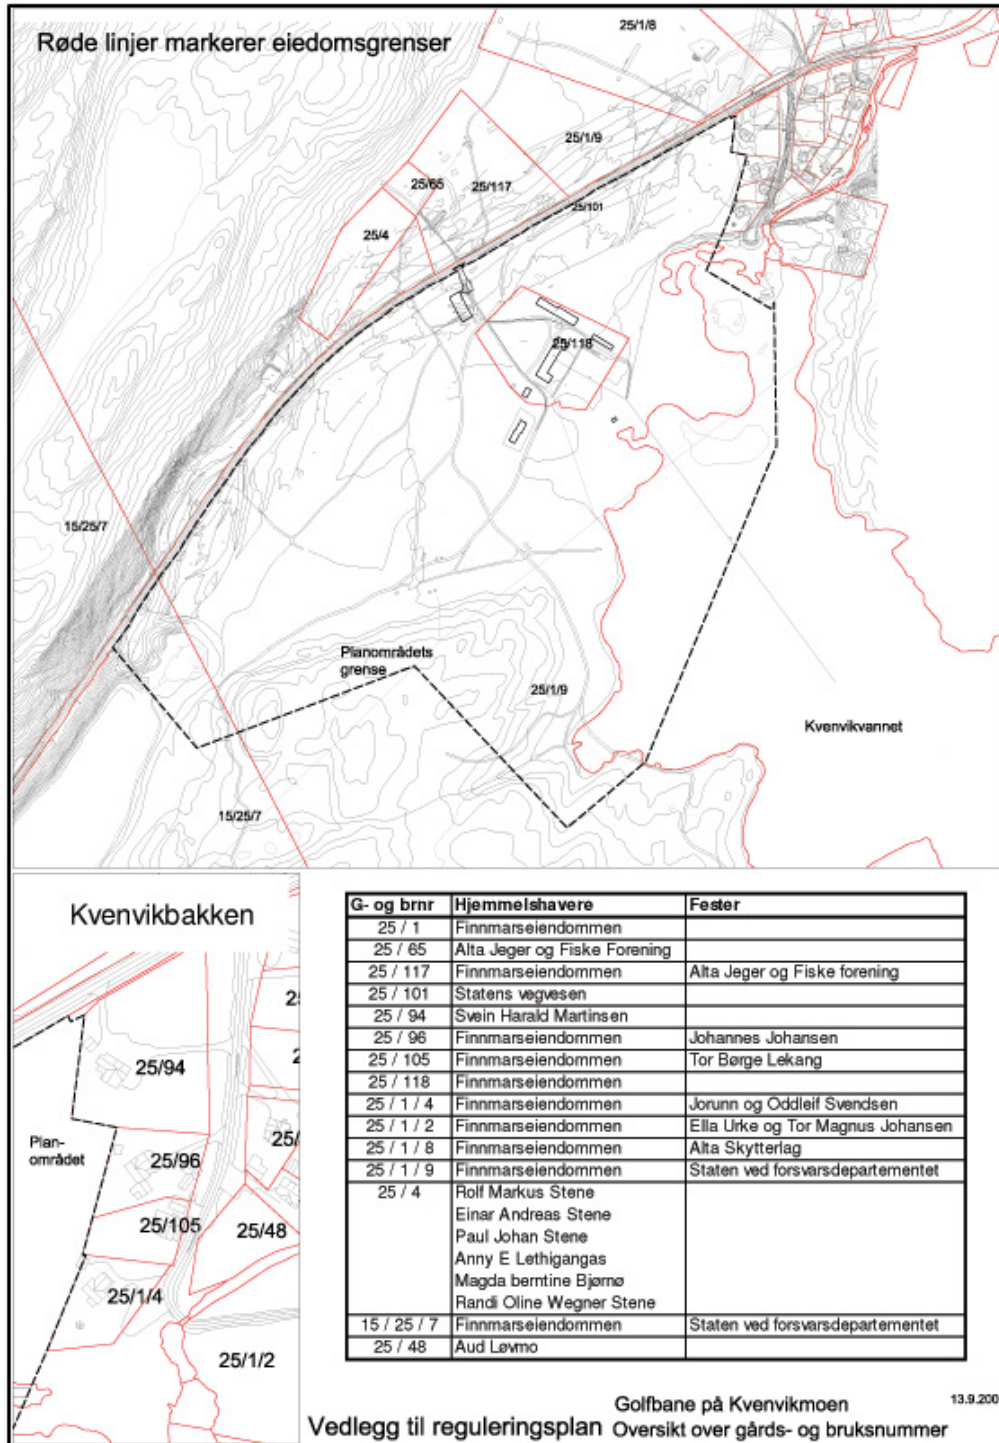 Røde linjer markerer eiedomsgrenser
25/1/8
25/1/9
25/65
25/117
25/101
25/4
25/118
15/25/7
Planområdets
grense
25/1/9
Kvenvikvannet
15/25/7
Kvenvikbakken
25/94
Plan-
området
25/96
25/105
25/48
25/1/4
25/1/2
G- og brnr Hjemmelshavere Fester
25 / 1 Finnmarseiendommen
25 / 65 Alta Jeger og Fiske Forening
25 / 117 Finnmarseiendommen Alta Jeger og Fiske forening
25 / 101 Statens vegvesen
25 / 94 Svein Harald Martinsen
25 / 96 Finnmarseiendommen Johannes Johansen
25 / 105 Finnmarseiendommen Tor Børge Lekang
25 / 118 Finnmarseiendommen
25 / 1 / 4 Finnmarseiendommen Jorunn og Oddleif Svendsen
25 / 1 / 2 Finnmarseiendommen Ella Urke og Tor Magnus Johansen
25 / 1 / 8 Finnmarseiendommen Alta Skytterlag
25 / 1 / 9 Finnmarseiendommen Staten ved forsvarsdepartementet
25 / 4 Rolf Markus Stene
Einar Andreas Stene
Paul Johan Stene
Anny E Lethigangas
Magda berntine Bjørnø
Randi Oline Wegner Stene
15 / 25 / 7 Finnmarseiendommen Staten ved forsvarsdepartementet
25 / 48 Aud Løvmo
Golfbane på Kvenvikmoen 13.9.200
Vedlegg til reguleringsplan Oversikt over gårds- og bruksnummer